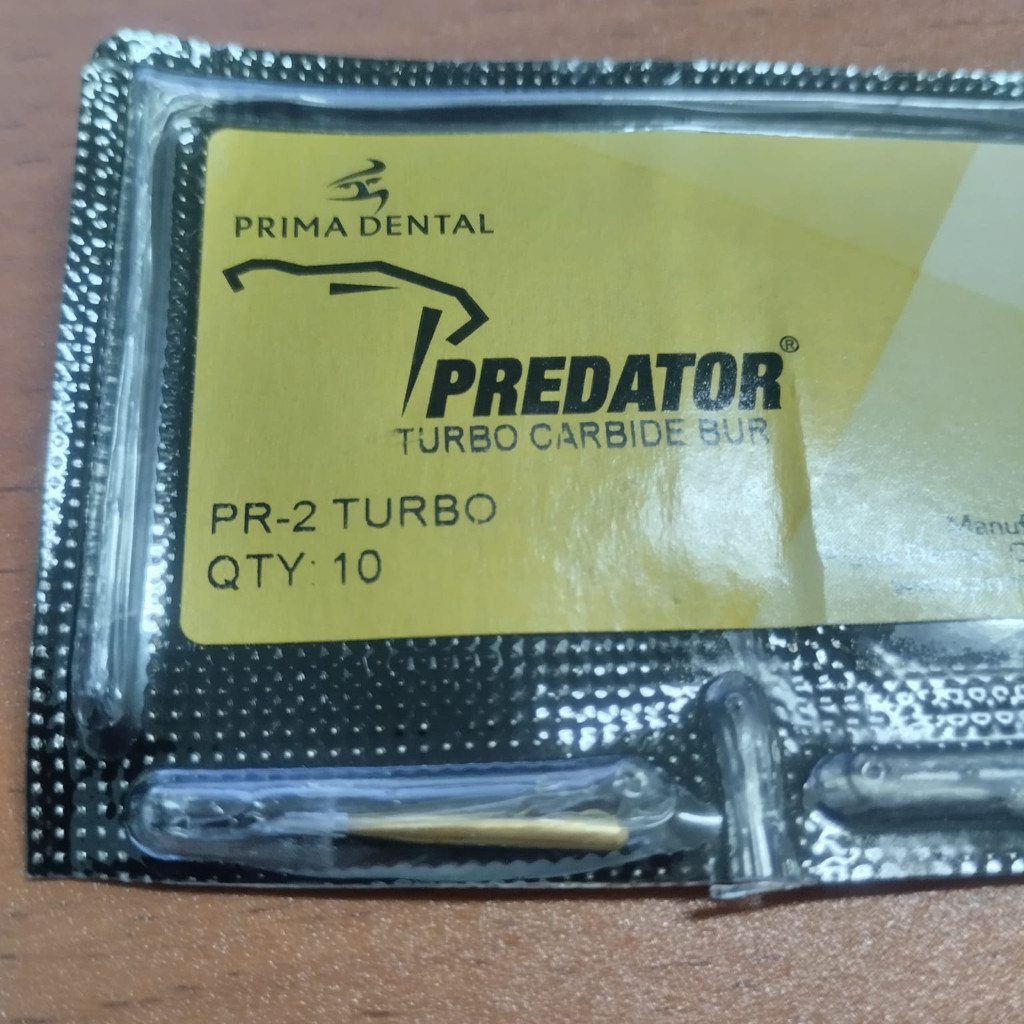 PRIMA DENTAL
PREDATOR®
TURBO CARBIDE BUR
PR-2 TURBO
QTY: 10